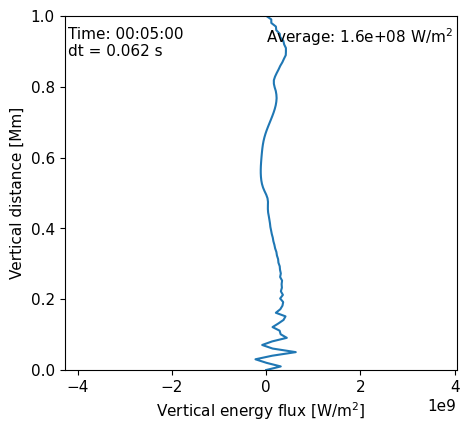 Time: 00:05:00
dt = 0.062 s
Average: 1.6e+08 W/m²
Vertical distance [Mm]
1.0
0.8
0.6
0.4
0.2
0.0
−4
−2
0
2
4
1e9
Vertical energy flux [W/m²]